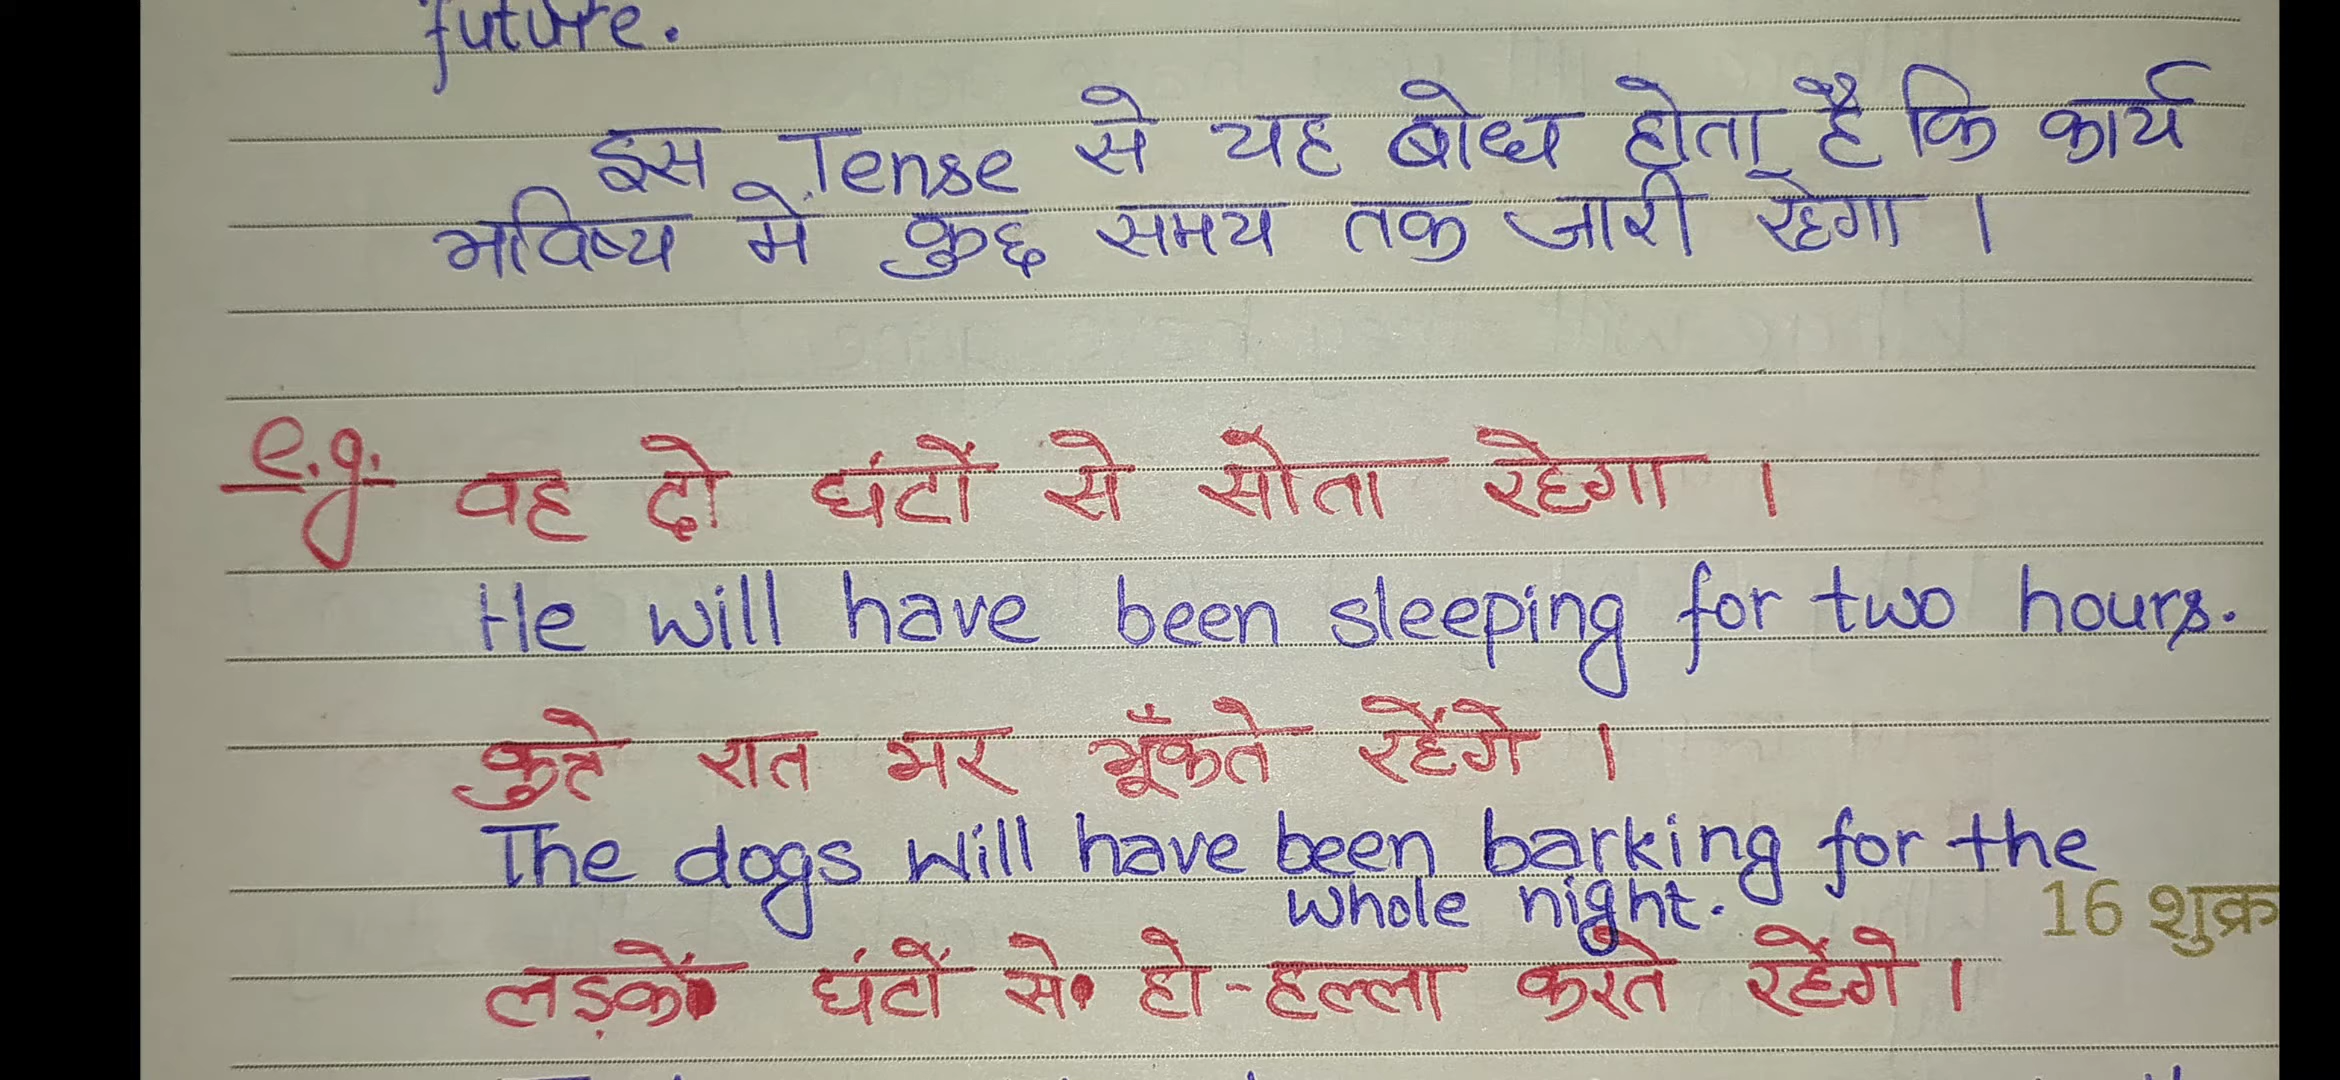 future.
इस Tense से यह बोध होता है कि कार्य
भविष्य में कुछ समय तक जारी रहेगा ।
e.g. वह दो घंटों से सोता रहेगा ।
He will have been sleeping for two hours.
कुत्ते रात भर भूँकते रहेंगे ।
The dogs will have been barking for the
whole night.
16 शुक्र
लड़के घंटों से हो-हल्ला करते रहेंगे ।